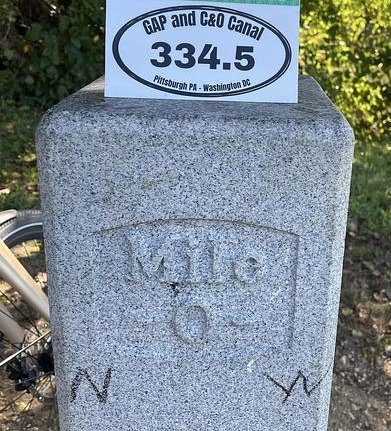 GAP and C&O Canal
334.5
Pittsburgh PA - Washington DC
Mile
- 0 -
N W